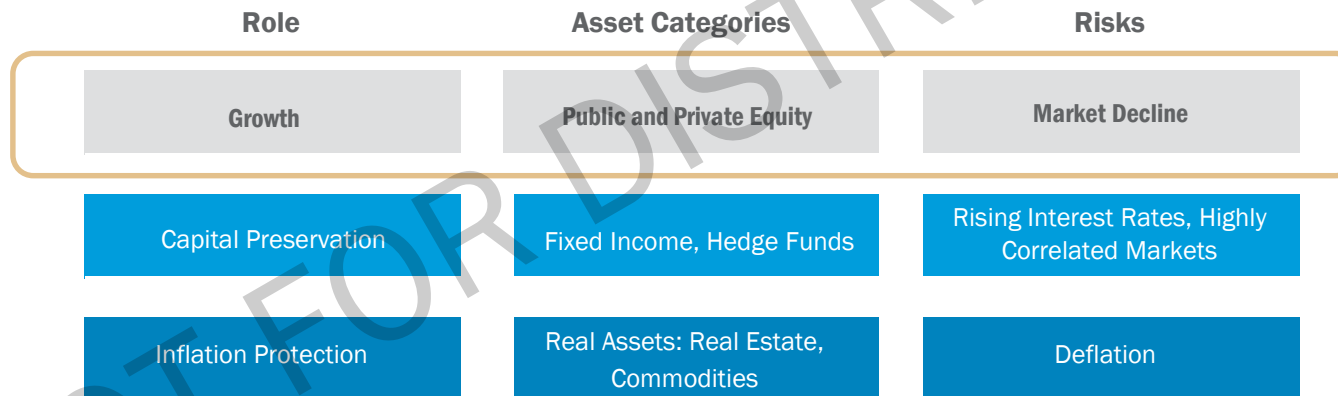 Role
Asset Categories
Risks
Growth
Public and Private Equity
Market Decline
Capital Preservation
Fixed Income, Hedge Funds
Rising Interest Rates, Highly
Correlated Markets
Inflation Protection
Real Assets: Real Estate,
Commodities
Deflation
OT FOR DISTR